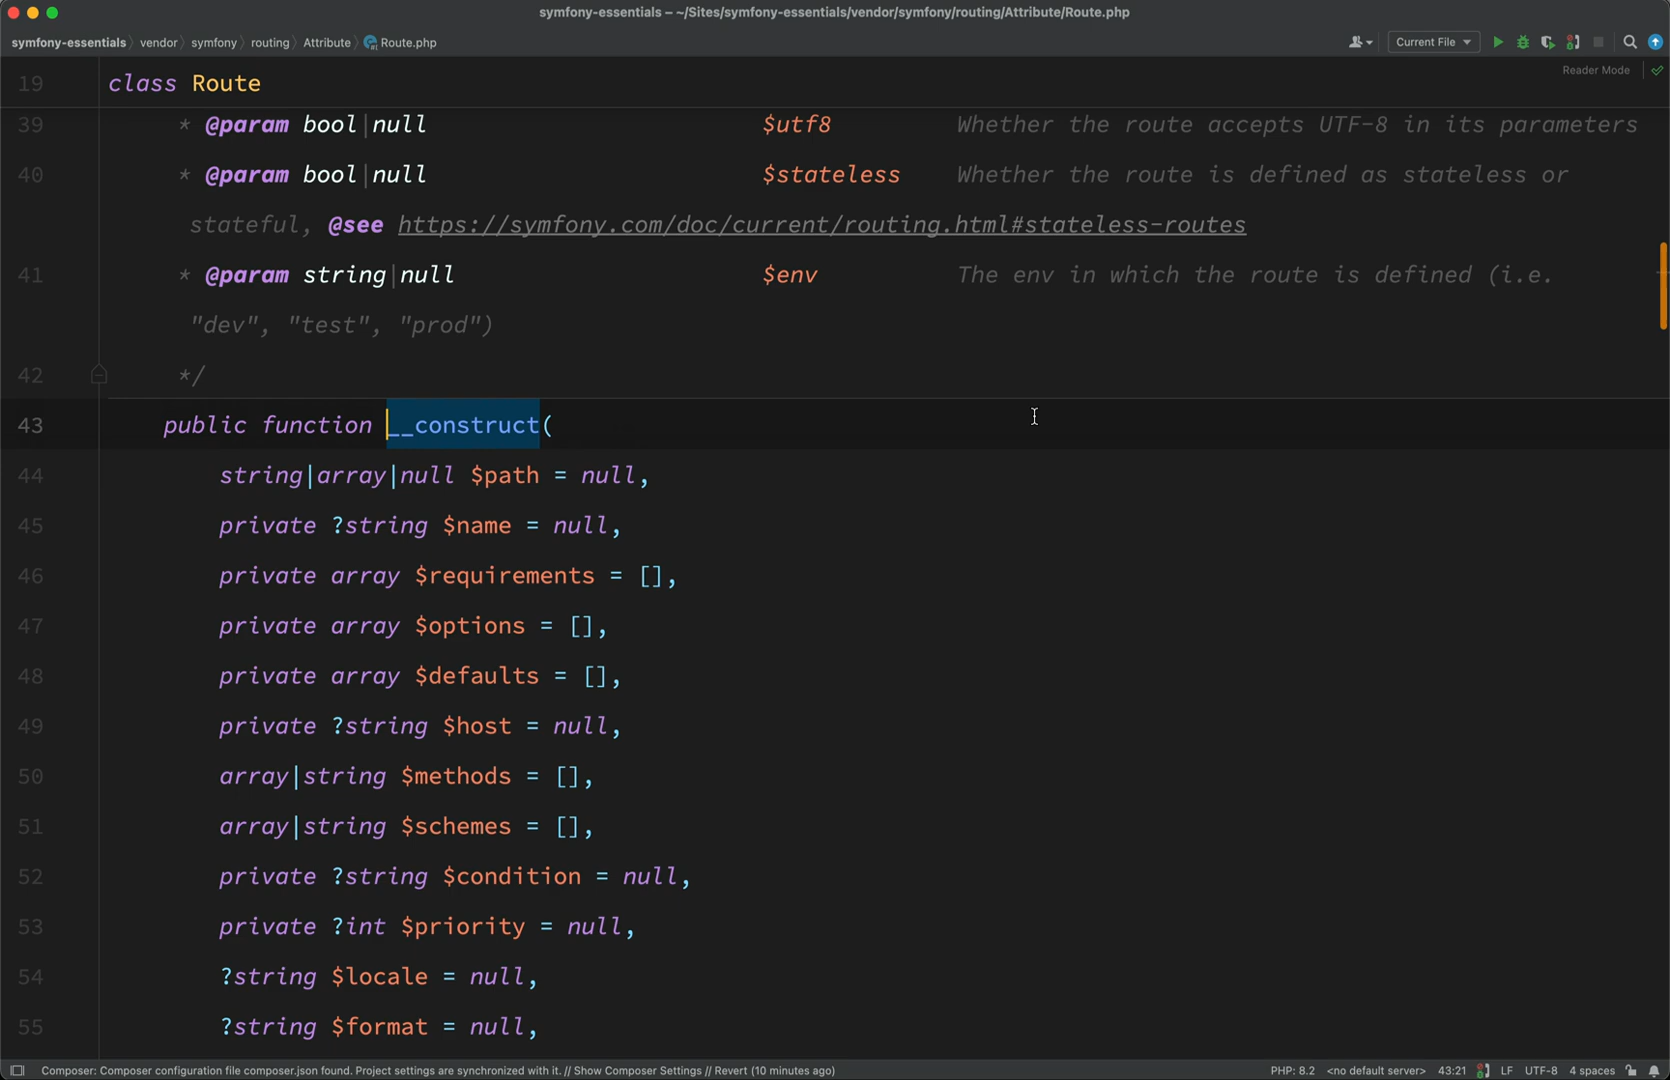 symfony-essentials – ~/Sites/symfony-essentials/vendor/symfony/routing/Attribute/Route.php
symfony-essentials 〉 vendor 〉 symfony 〉 routing 〉 Attribute 〉 Route.php
Current File
Reader Mode
19 class Route
39 * @param bool|null $utf8 Whether the route accepts UTF-8 in its parameters
40 * @param bool|null $stateless Whether the route is defined as stateless or
stateful, @see https://symfony.com/doc/current/routing.html#stateless-routes
41 * @param string|null $env The env in which the route is defined (i.e.
"dev", "test", "prod")
42 */
43 public function __construct(
44 string|array|null $path = null,
45 private ?string $name = null,
46 private array $requirements = [],
47 private array $options = [],
48 private array $defaults = [],
49 private ?string $host = null,
50 array|string $methods = [],
51 array|string $schemes = [],
52 private ?string $condition = null,
53 private ?int $priority = null,
54 ?string $locale = null,
55 ?string $format = null,
Composer: Composer configuration file composer.json found. Project settings are synchronized with it. // Show Composer Settings // Revert (10 minutes ago) PHP: 8.2 <no default server> 43:21 LF UTF-8 4 spaces